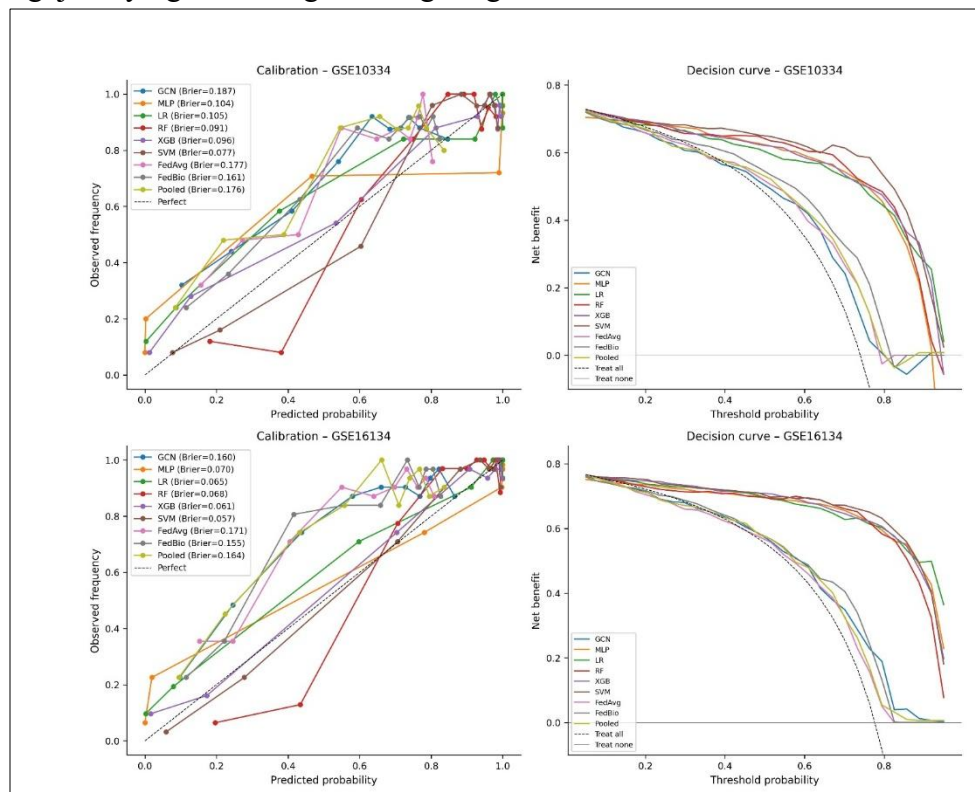 Calibration – GSE10334
GCN (Brier=0.187)
MLP (Brier=0.104)
LR (Brier=0.105)
RF (Brier=0.091)
XGB (Brier=0.096)
SVM (Brier=0.077)
FedAvg (Brier=0.177)
FedBio (Brier=0.161)
Pooled (Brier=0.176)
Perfect
Observed frequency
1.0
0.8
0.6
0.4
0.2
0.0
0.0 0.2 0.4 0.6 0.8 1.0
Predicted probability
Decision curve – GSE10334
Net benefit
0.8
0.6
0.4
0.2
0.0
GCN
MLP
LR
RF
XGB
SVM
FedAvg
FedBio
Pooled
Treat all
Treat none
0.2 0.4 0.6 0.8
Threshold probability
Calibration – GSE16134
GCN (Brier=0.160)
MLP (Brier=0.070)
LR (Brier=0.065)
RF (Brier=0.068)
XGB (Brier=0.061)
SVM (Brier=0.057)
FedAvg (Brier=0.171)
FedBio (Brier=0.155)
Pooled (Brier=0.164)
Perfect
Observed frequency
1.0
0.8
0.6
0.4
0.2
0.0
0.0 0.2 0.4 0.6 0.8 1.0
Predicted probability
Decision curve – GSE16134
Net benefit
0.8
0.6
0.4
0.2
0.0
GCN
MLP
LR
RF
XGB
SVM
FedAvg
FedBio
Pooled
Treat all
Treat none
0.2 0.4 0.6 0.8
Threshold probability